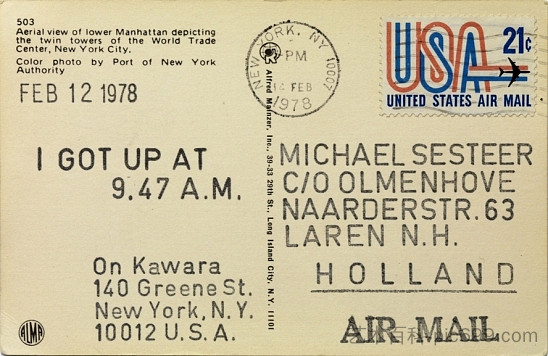 503
Aerial view of lower Manhattan depicting
the twin towers of the World Trade
Center, New York City.
Color photo by Port of New York
Authority
FEB 12 1978
I GOT UP AT
9.47 A.M.
On Kawara
140 Greene St.
New York, N.Y.
10012 U.S.A.
ALMA
Alfred Mainzer, Inc., 39-33 29th St., Long Island City, N.Y. 11101
NEW YORK, NY 10007
PM
FEB
1978
USA 21c
UNITED STATES AIR MAIL
MICHAEL SESTEER
C/O OLMENHOVE
NAARDERSTR. 63
LAREN N.H.
HOLLAND
AIR MAIL